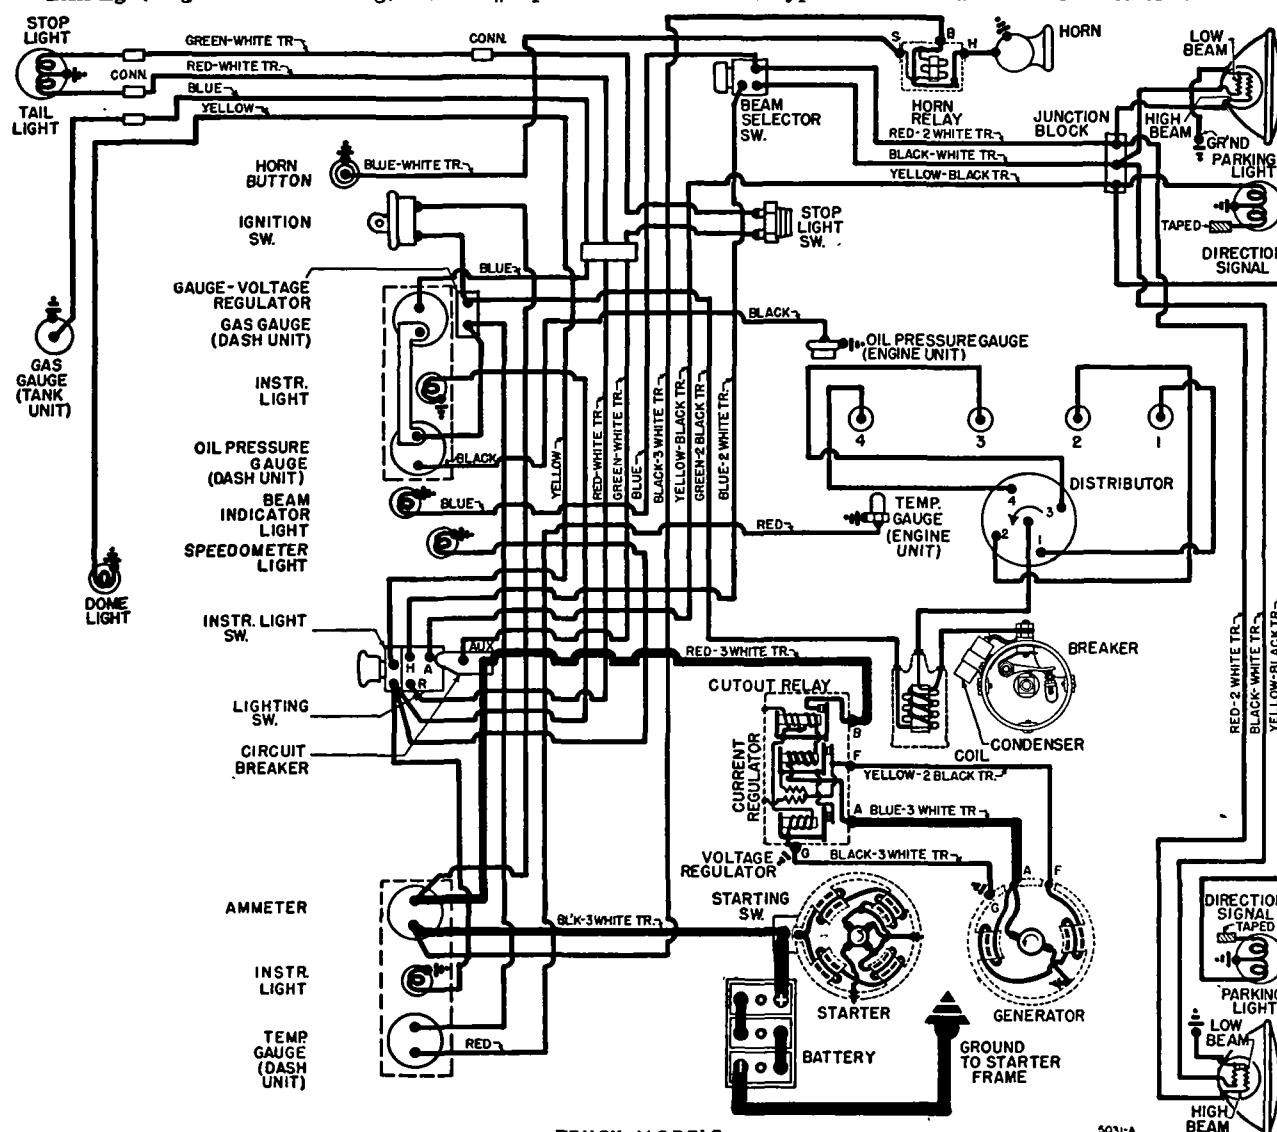 STOP
LIGHT
GREEN-WHITE TR
CONN.
RED-WHITE TR.
CONN.
BLUE
YELLOW
TAIL
LIGHT
HORN
BUTTON
BLUE-WHITE TR.
IGNITION
SW.
BLUE
GAUGE-VOLTAGE
REGULATOR
GAS GAUGE
(DASH UNIT)
GAS
GAUGE
(TANK
UNIT)
INSTR.
LIGHT
OIL PRESSURE
GAUGE
(DASH UNIT)
BLACK
BEAM
INDICATOR
LIGHT
BLUE
SPEEDOMETER
LIGHT
DOME
LIGHT
INSTR. LIGHT
SW.
H A
R
AUX
LIGHTING
SW.
CIRCUIT
BREAKER
AMMETER
INSTR.
LIGHT
TEMP.
GAUGE
(DASH
UNIT)
RED
S
B
H
HORN
HORN
RELAY
BEAM
SELECTOR
SW.
RED-2 WHITE TR.
BLACK-WHITE TR.
YELLOW-BLACK TR.
JUNCTION
BLOCK
LOW
BEAM
HIGH
BEAM
GR'ND
PARKING
LIGHT
TAPED
DIRECTION
SIGNAL
STOP
LIGHT
SW.
BLACK
OIL PRESSURE GAUGE
(ENGINE UNIT)
YELLOW
RED-WHITE TR.
GREEN-WHITE TR.
BLUE
BLACK-3 WHITE TR.
YELLOW-BLACK TR.
GREEN-2 BLACK TR.
BLUE-2 WHITE TR.
4
3
2
1
DISTRIBUTOR
4
3
2
1
TEMP.
GAUGE
(ENGINE
UNIT)
RED
RED-3 WHITE TR.
CUTOUT RELAY
B
CURRENT
REGULATOR
F
YELLOW-2 BLACK TR.
A
BLUE-3 WHITE TR
VOLTAGE
REGULATOR
G
BLACK-3 WHITE TR
BREAKER
CONDENSER
COIL
STARTING
SW.
BL'K-3 WHITE TR.
STARTER
G
A
F
GENERATOR
BATTERY
GROUND
TO STARTER
FRAME
RED-2 WHITE TR.
BLACK-WHITE TR.
YELLOW-BLACK TR.
DIRECTION
SIGNAL
TAPED
PARKING
LIGHT
LOW
BEAM
HIGH
BEAM
5031-A